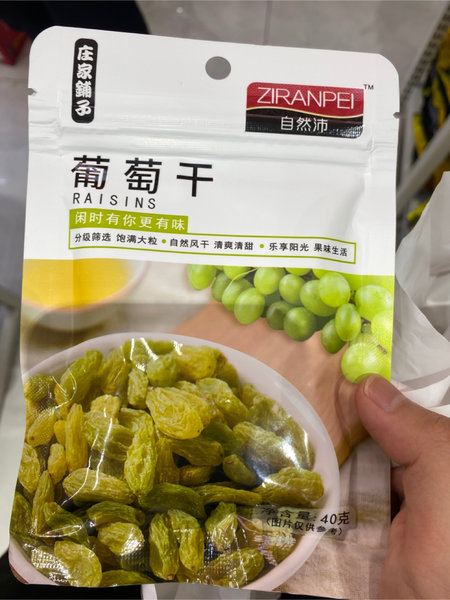 庄家鋪子
ZIRANPEI™
自然沛
葡萄干
RAISINS
闲时有你更有味
分级筛选 饱满大粒 • 自然风干 清爽清甜 • 乐享阳光 果味生活
净含量: 40克
(图片仅供参考)